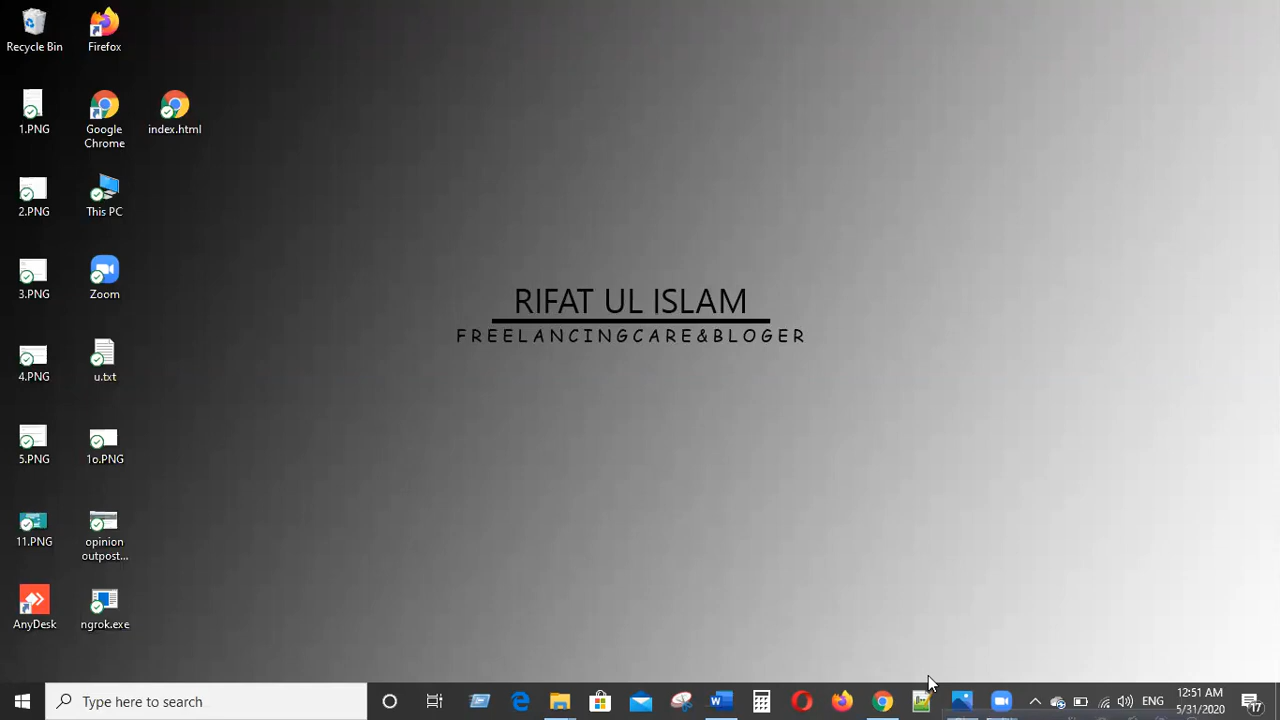 Recycle Bin
Firefox
1.PNG
Google
Chrome
index.html
2.PNG
This PC
3.PNG
Zoom
4.PNG
u.txt
5.PNG
1o.PNG
11.PNG
opinion
outpost...
AnyDesk
ngrok.exe
RIFAT UL ISLAM
FREELANCINGCARE&BLOGER
Type here to search
ENG
12:51 AM
5/31/2020
17